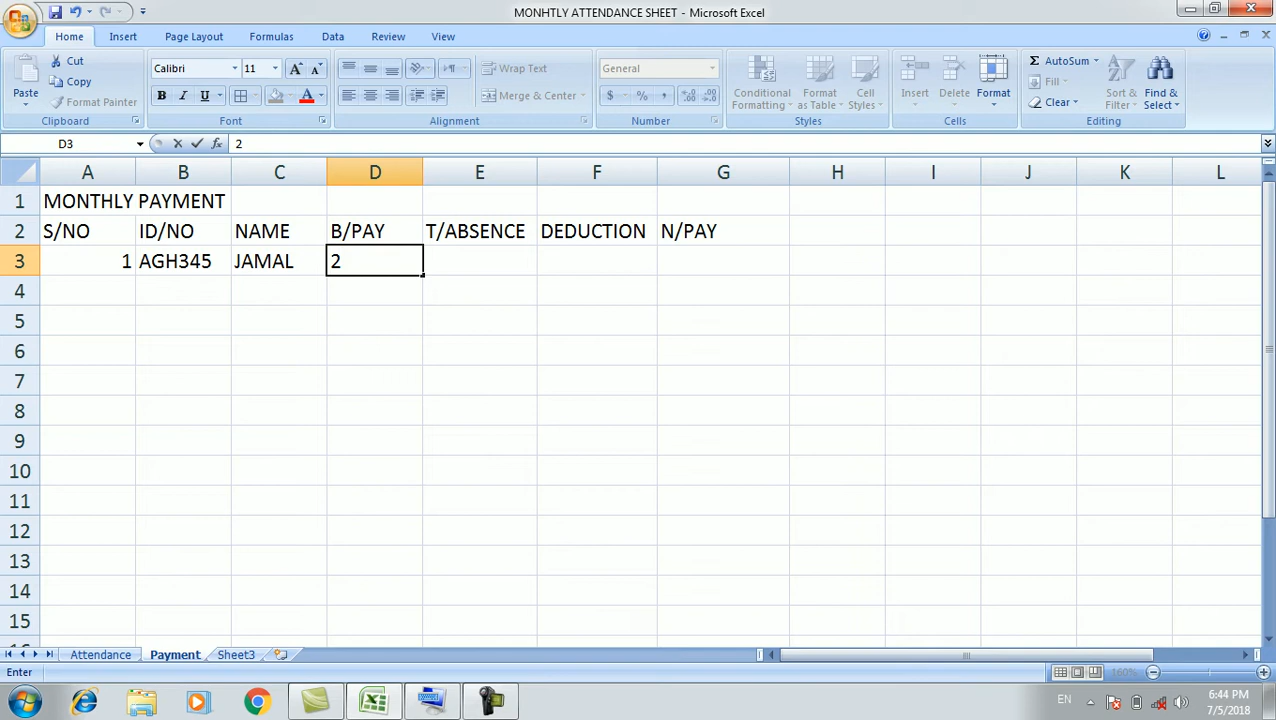 MONHTLY ATTENDANCE SHEET - Microsoft Excel
Home Insert Page Layout Formulas Data Review View
Paste Cut Copy Format Painter
Calibri 11
B I U
Wrap Text
Merge & Center
General
$ % ,
Conditional Formatting Format as Table Cell Styles
Insert Delete Format
Σ AutoSum Fill Clear
Sort & Filter Find & Select
Clipboard Font Alignment Number Styles Cells Editing
D3 fx 2
A B C D E F G H I J K L
1 MONTHLY PAYMENT
2 S/NO ID/NO NAME B/PAY T/ABSENCE DEDUCTION N/PAY
3 1 AGH345 JAMAL 2
4
5
6
7
8
9
10
11
12
13
14
15
Attendance Payment Sheet3
Enter 160%
EN 6:44 PM
7/5/2018